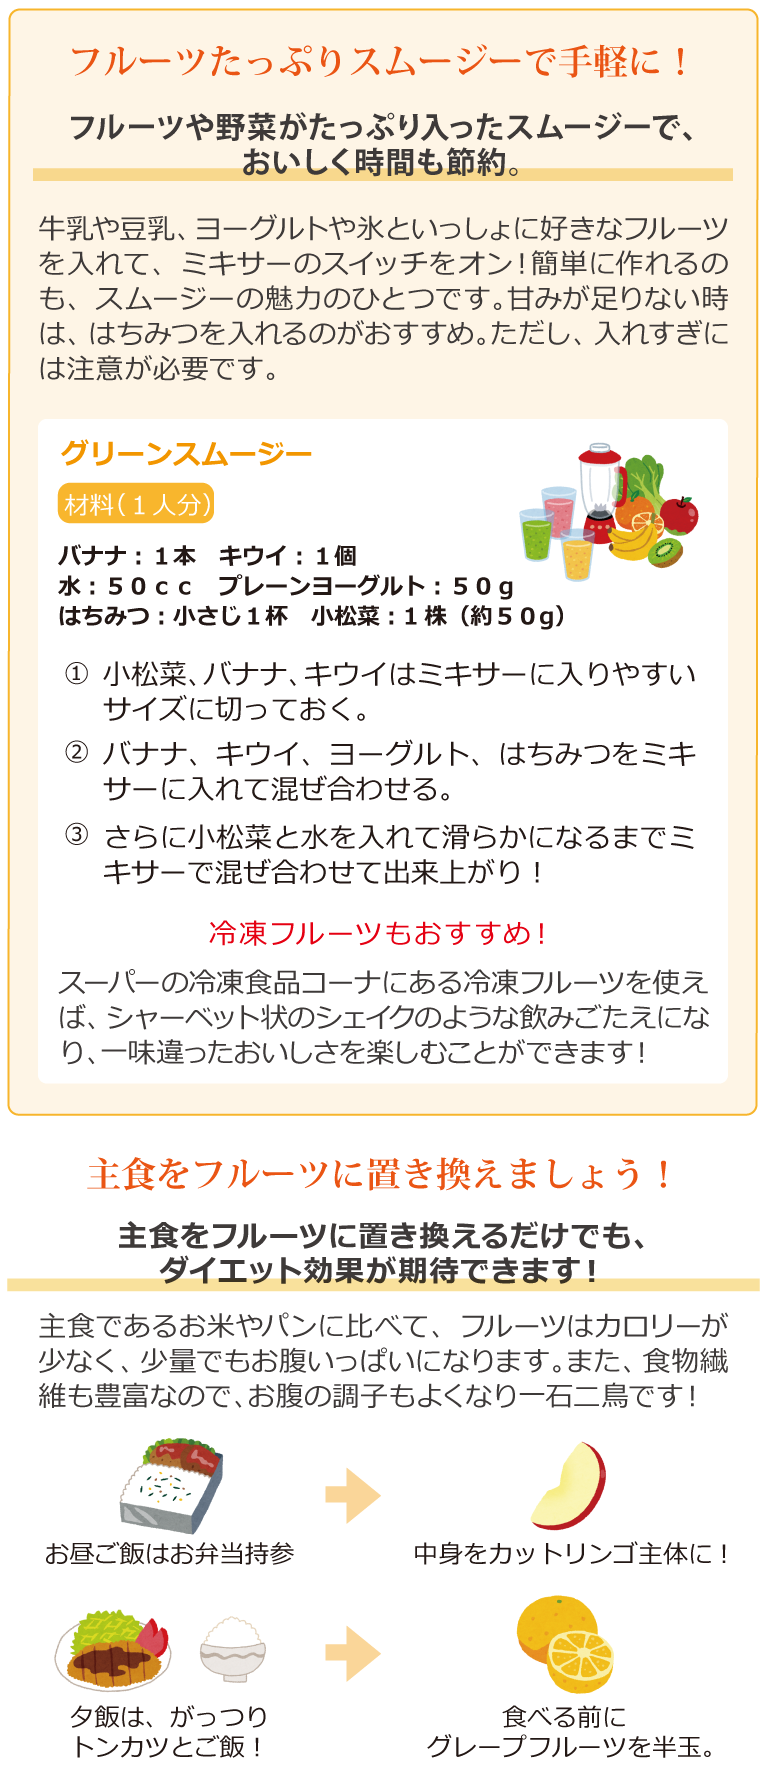 フルーツたっぷりスムージーで手軽に！
フルーツや野菜がたっぷり入ったスムージーで、
おいしく時間も節約。
牛乳や豆乳、ヨーグルトや氷といっしょに好きなフルーツ
を入れて、ミキサーのスイッチをオン！簡単に作れるの
も、スムージーの魅力のひとつです。甘みが足りない時
は、はちみつを入れるのがおすすめ。ただし、入れすぎに
は注意が必要です。
グリーンスムージー
材料（１人分）
バナナ：１本　キウイ：１個
水：５０ｃｃ　プレーンヨーグルト：５０ｇ
はちみつ：小さじ１杯　小松菜：１株（約５０g）
① 小松菜、バナナ、キウイはミキサーに入りやすい
サイズに切っておく。
② バナナ、キウイ、ヨーグルト、はちみつをミキ
サーに入れて混ぜ合わせる。
③ さらに小松菜と水を入れて滑らかになるまでミ
キサーで混ぜ合わせて出来上がり！
冷凍フルーツもおすすめ！
スーパーの冷凍食品コーナにある冷凍フルーツを使え
ば、シャーベット状のシェイクのような飲みごたえにな
り、一味違ったおいしさを楽しむことができます！
主食をフルーツに置き換えましょう！
主食をフルーツに置き換えるだけでも、
ダイエット効果が期待できます！
主食であるお米やパンに比べて、フルーツはカロリーが
少なく、少量でもお腹いっぱいになります。また、食物繊
維も豊富なので、お腹の調子もよくなり一石二鳥です！
お昼ご飯はお弁当持参
中身をカットリンゴ主体に！
夕飯は、がっつり
トンカツとご飯！
食べる前に
グレープフルーツを半玉。